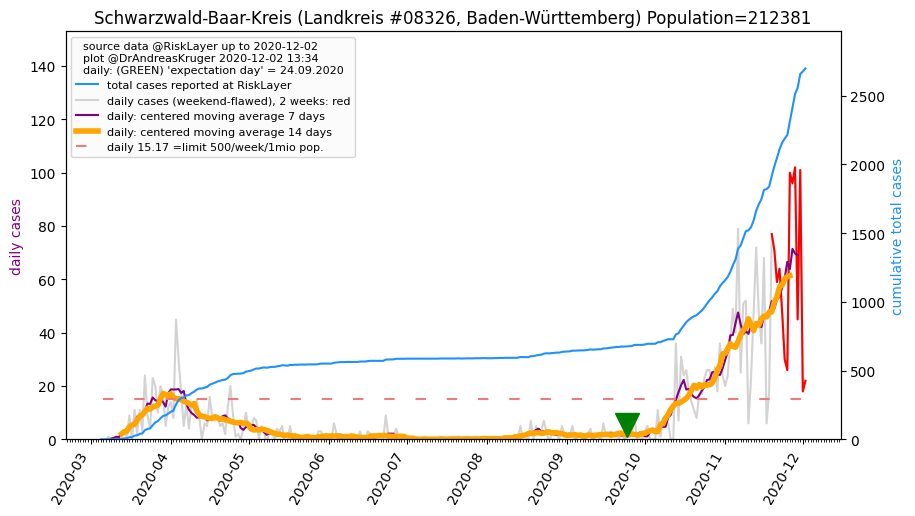 Schwarzwald-Baar-Kreis (Landkreis #08326, Baden-Württemberg) Population=212381
source data @RiskLayer up to 2020-12-02
plot @DrAndreasKruger 2020-12-02 13:34
daily: (GREEN) 'expectation day' = 24.09.2020
total cases reported at RiskLayer
daily cases (weekend-flawed), 2 weeks: red
daily: centered moving average 7 days
daily: centered moving average 14 days
daily 15.17 =limit 500/week/1mio pop.
daily cases
140
120
100
80
60
40
20
0
cumulative total cases
2500
2000
1500
1000
500
0
2020-03
2020-04
2020-05
2020-06
2020-07
2020-08
2020-09
2020-10
2020-11
2020-12